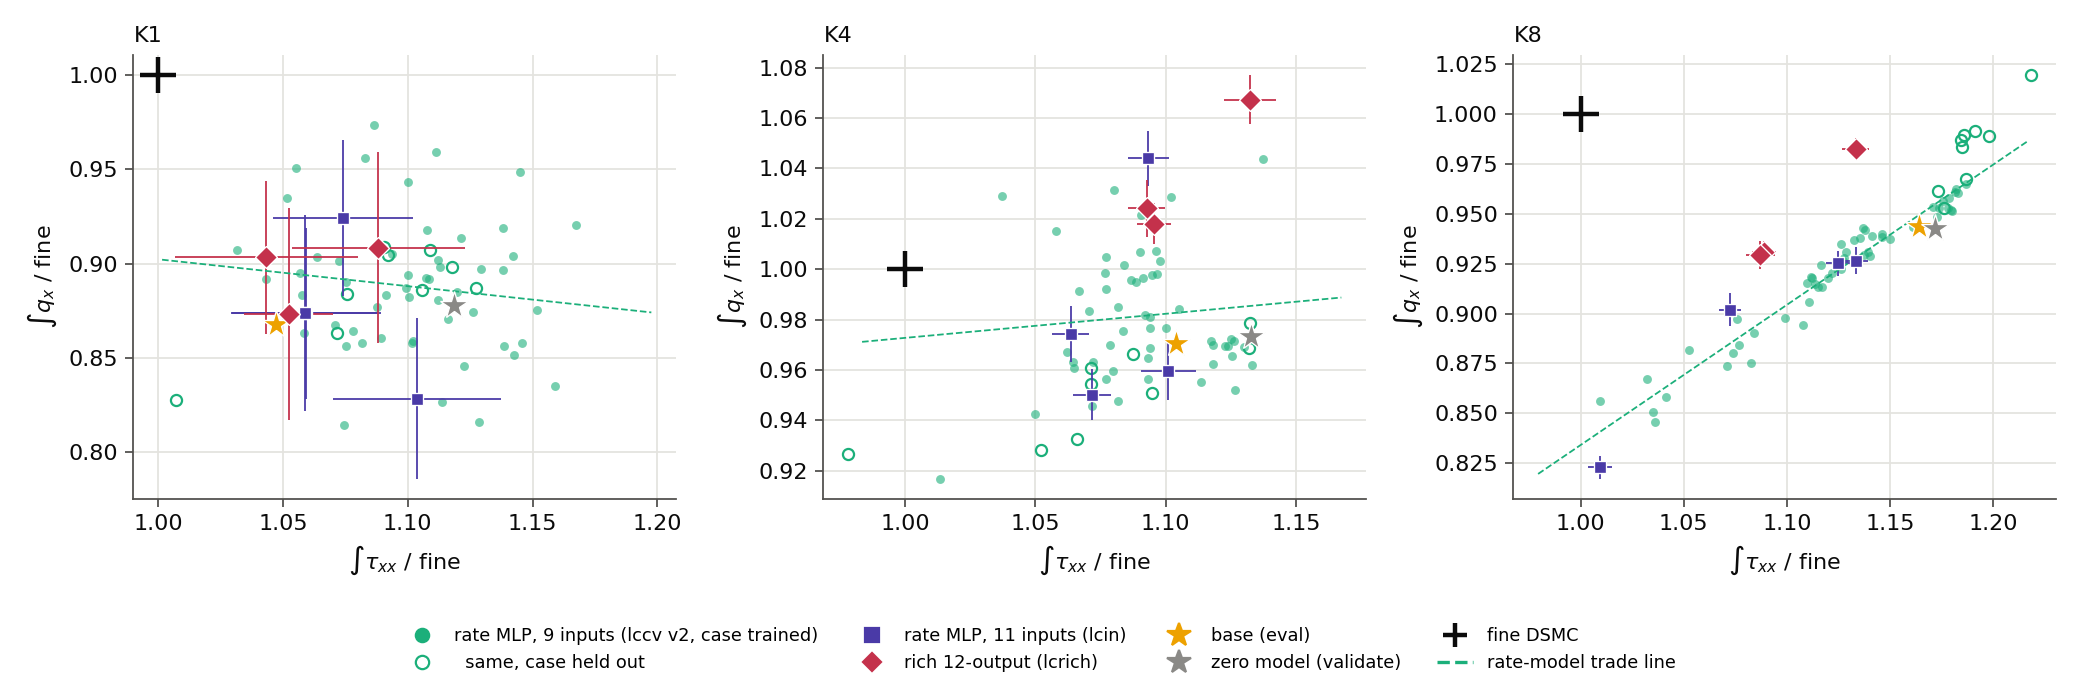 K1
K4
K8
1.00
0.95
0.90
0.85
0.80
∫qx / fine
1.00
1.05
1.10
1.15
1.20
∫τxx / fine
1.08
1.06
1.04
1.02
1.00
0.98
0.96
0.94
0.92
∫qx / fine
1.00
1.05
1.10
1.15
∫τxx / fine
1.025
1.000
0.975
0.950
0.925
0.900
0.875
0.850
0.825
∫qx / fine
1.00
1.05
1.10
1.15
1.20
∫τxx / fine
rate MLP, 9 inputs (lccv v2, case trained)
same, case held out
rate MLP, 11 inputs (lcin)
rich 12-output (lcrich)
base (eval)
zero model (validate)
fine DSMC
rate-model trade line